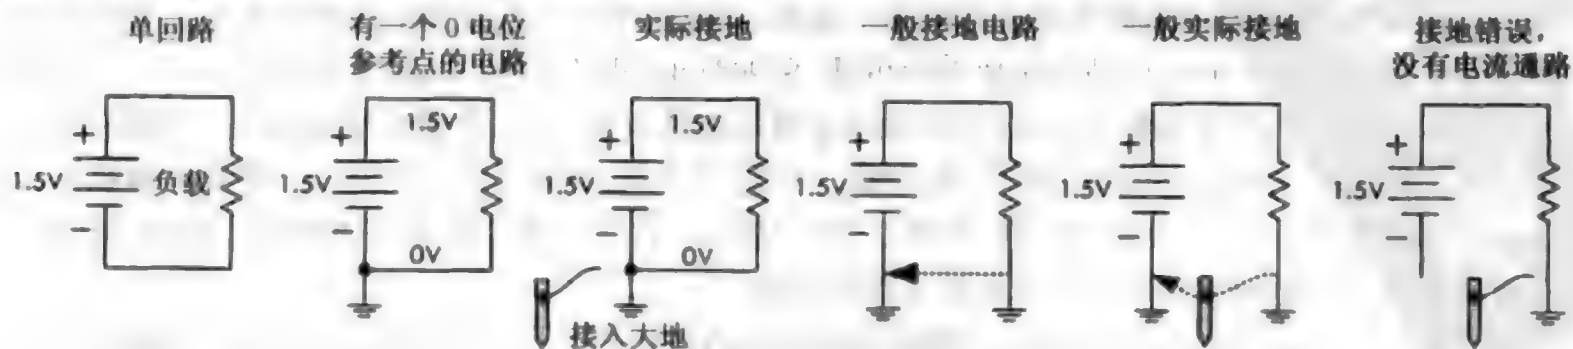 单回路
有一个 0 电位
参考点的电路
实际接地
一般接地电路
一般实际接地
接地错误，
没有电流通路
+
1.5V
负载
−
+
1.5V
1.5V
−
0V
+
1.5V
1.5V
−
0V
接入大地
+
1.5V
−
+
1.5V
−
+
1.5V
−